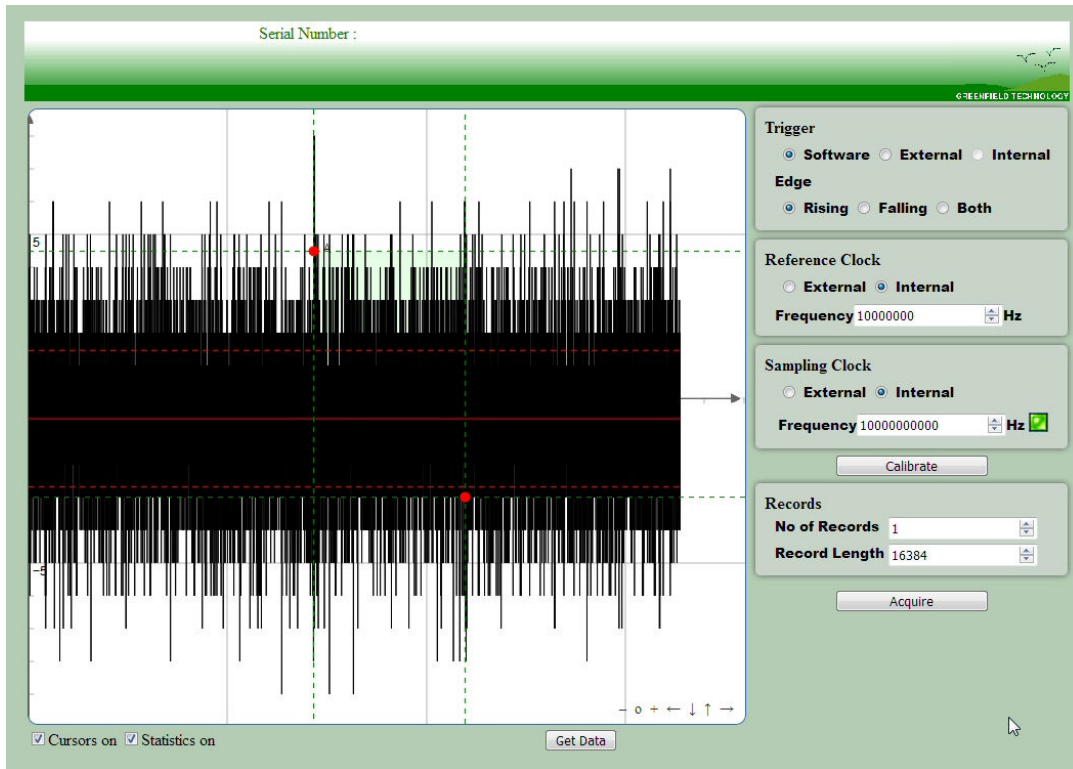 Serial Number :
GREENFIELD TECHNOLOGY
5
A
-5
- o + ← ↓ ↑ →
Cursors on Statistics on
Get Data
Trigger
Software External Internal
Edge
Rising Falling Both
Reference Clock
External Internal
Frequency 10000000 Hz
Sampling Clock
External Internal
Frequency 10000000000 Hz
Calibrate
Records
No of Records 1
Record Length 16384
Acquire